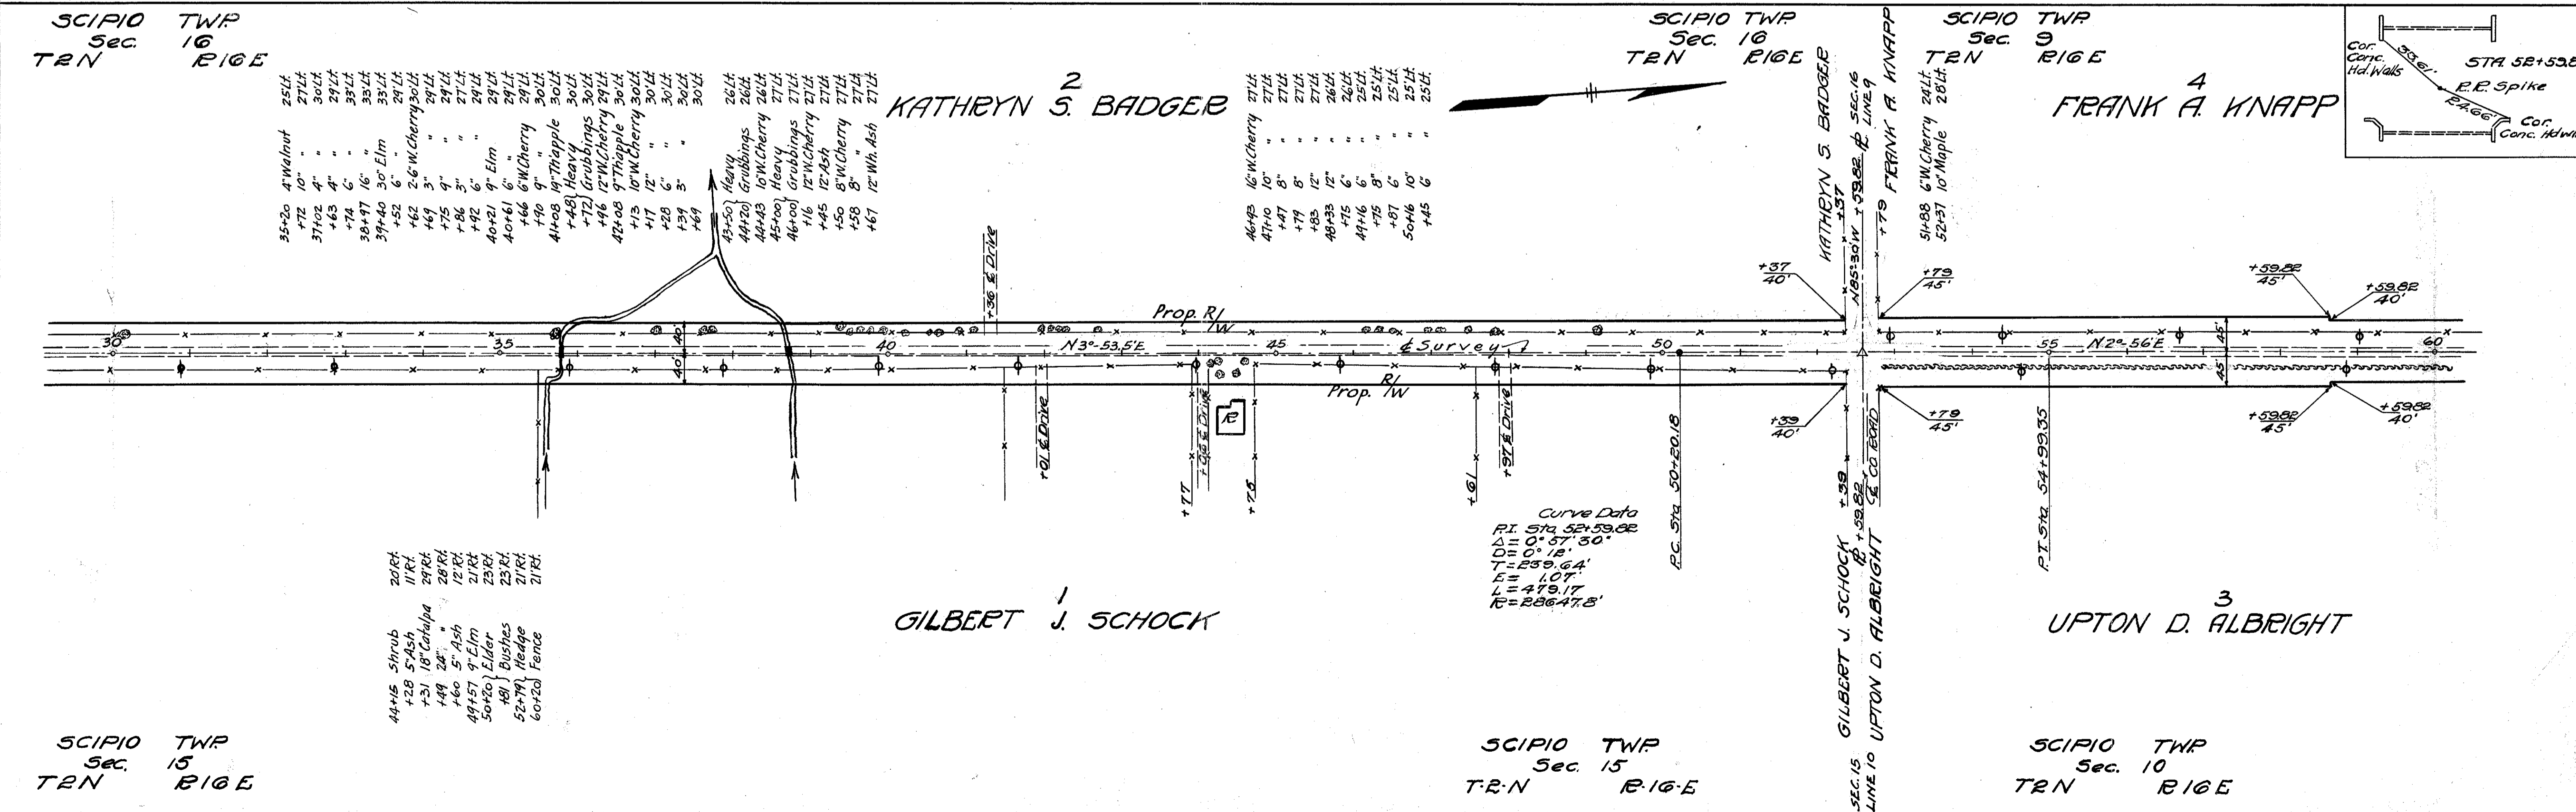 SCIPIO TWP.
Sec. 16
T2N R16E
35+20 4"Walnut 25'Lt.
+72 10" " 27'Lt.
37+02 4" " 30'Lt.
+63 4" " 29'Lt.
+74 6" " 33'Lt.
38+97 16" " 33'Lt.
39+40 30" Elm 33'Lt.
+52 6" " 29'Lt.
+62 2-6"W.Cherry 30'Lt.
+69 3" " 29'Lt.
+75 9" " 29'Lt.
+86 3" " 27'Lt.
+92 6" " 29'Lt.
40+21 9" Elm 29'Lt.
40+61 6" " 29'Lt.
+66 6"W.Cherry 29'Lt.
+90 9" " 30'Lt.
41+08 19"Thapple 30'Lt.
+48} Heavy 30'Lt.
+72} Grubbings 30'Lt.
+96 12"W.Cherry 29'Lt.
42+08 9"Thapple 30'Lt.
+13 10"W.Cherry 30'Lt.
+17 12" " 30'Lt.
+28 6" " 30'Lt.
+39 3" " 30'Lt.
+69 30'Lt.
43+50} Heavy 26'Lt.
44+20} Grubbings 26'Lt.
44+43 10"W.Cherry 26'Lt.
45+00} Heavy 27'Lt.
46+00} Grubbings 27'Lt.
+16 12"W.Cherry 27'Lt.
+45 12"Ash 27'Lt.
+50 8"W.Cherry 27'Lt.
+58 8" " 27'Lt.
+67 12"Wh. Ash 27'Lt.
2
KATHRYN S. BADGER
46+93 16"W.Cherry 27'Lt.
47+10 10" " 27'Lt.
+47 8" " 27'Lt.
+79 8" " 27'Lt.
+83 12" " 27'Lt.
48+33 12" " 26'Lt.
+75 6" " 26'Lt.
49+16 6" " 25'Lt.
+75 8" " 25'Lt.
+87 6" " 25'Lt.
50+16 10" " 25'Lt.
+45 6" " 25'Lt.
SCIPIO TWP.
Sec. 16
T2N R16E
KATHRYN S. BADGER
+37
N85°30'W +59.82 ℞ SEC.16
LINE 9
+79 FRANK A. KNAPP
SCIPIO TWP.
Sec. 9
T2N R16E
51+88 6"W.Cherry 24'Lt.
52+37 10"Maple 28'Lt.
4
FRANK A. KNAPP
Cor.
Conc.
Hd.Walls
39.61'
STA. 52+59.8
R.R. Spike
R4.66'
Cor.
Conc. Hdw
+36 ℄ Drive
+37
40'
+79
45'
+59.82
45'
+59.82
40'
Prop. R/W
30
35
40'
40'
40
N3°-53.5'E
45
℄ Survey
50
55
N2°-56'E
45'
45'
60
Prop. R/W
R
+01 ℄ Drive
+77
+05 ℄ Drive
+75
+61
+97 ℄ Drive
P.C. Sta. 50+20.18
+39
40'
+79
45'
P.T. Sta. 54+99.35
+59.82
45'
+59.82
40'
Curve Data
P.I. Sta. 52+59.82
Δ = 0° 57' 30"
D = 0° 12'
T = 239.64'
E = 1.07'
L = 479.17
R = 28647.8'
+39
℞ +59.82
℄ CO. ROAD
SEC.15 GILBERT J. SCHOCK
LINE 10 UPTON D. ALBRIGHT
44+15 Shrub 20'Rt.
+28 5"Ash 11'Rt.
+31 18"Catalpa 29'Rt.
+49 24" " 28'Rt.
+60 5" Ash 12'Rt.
49+57 9"Elm 21'Rt.
50+20} Elder 23'Rt.
+81} Bushes 23'Rt.
52+79} Hedge 21'Rt.
60+20} Fence 21'Rt.
1
GILBERT J. SCHOCK
3
UPTON D. ALBRIGHT
SCIPIO TWP.
Sec. 15
T2N R16E
SCIPIO TWP.
Sec. 15
T-2-N R-16-E
SCIPIO TWP.
Sec. 10
T2N R16E